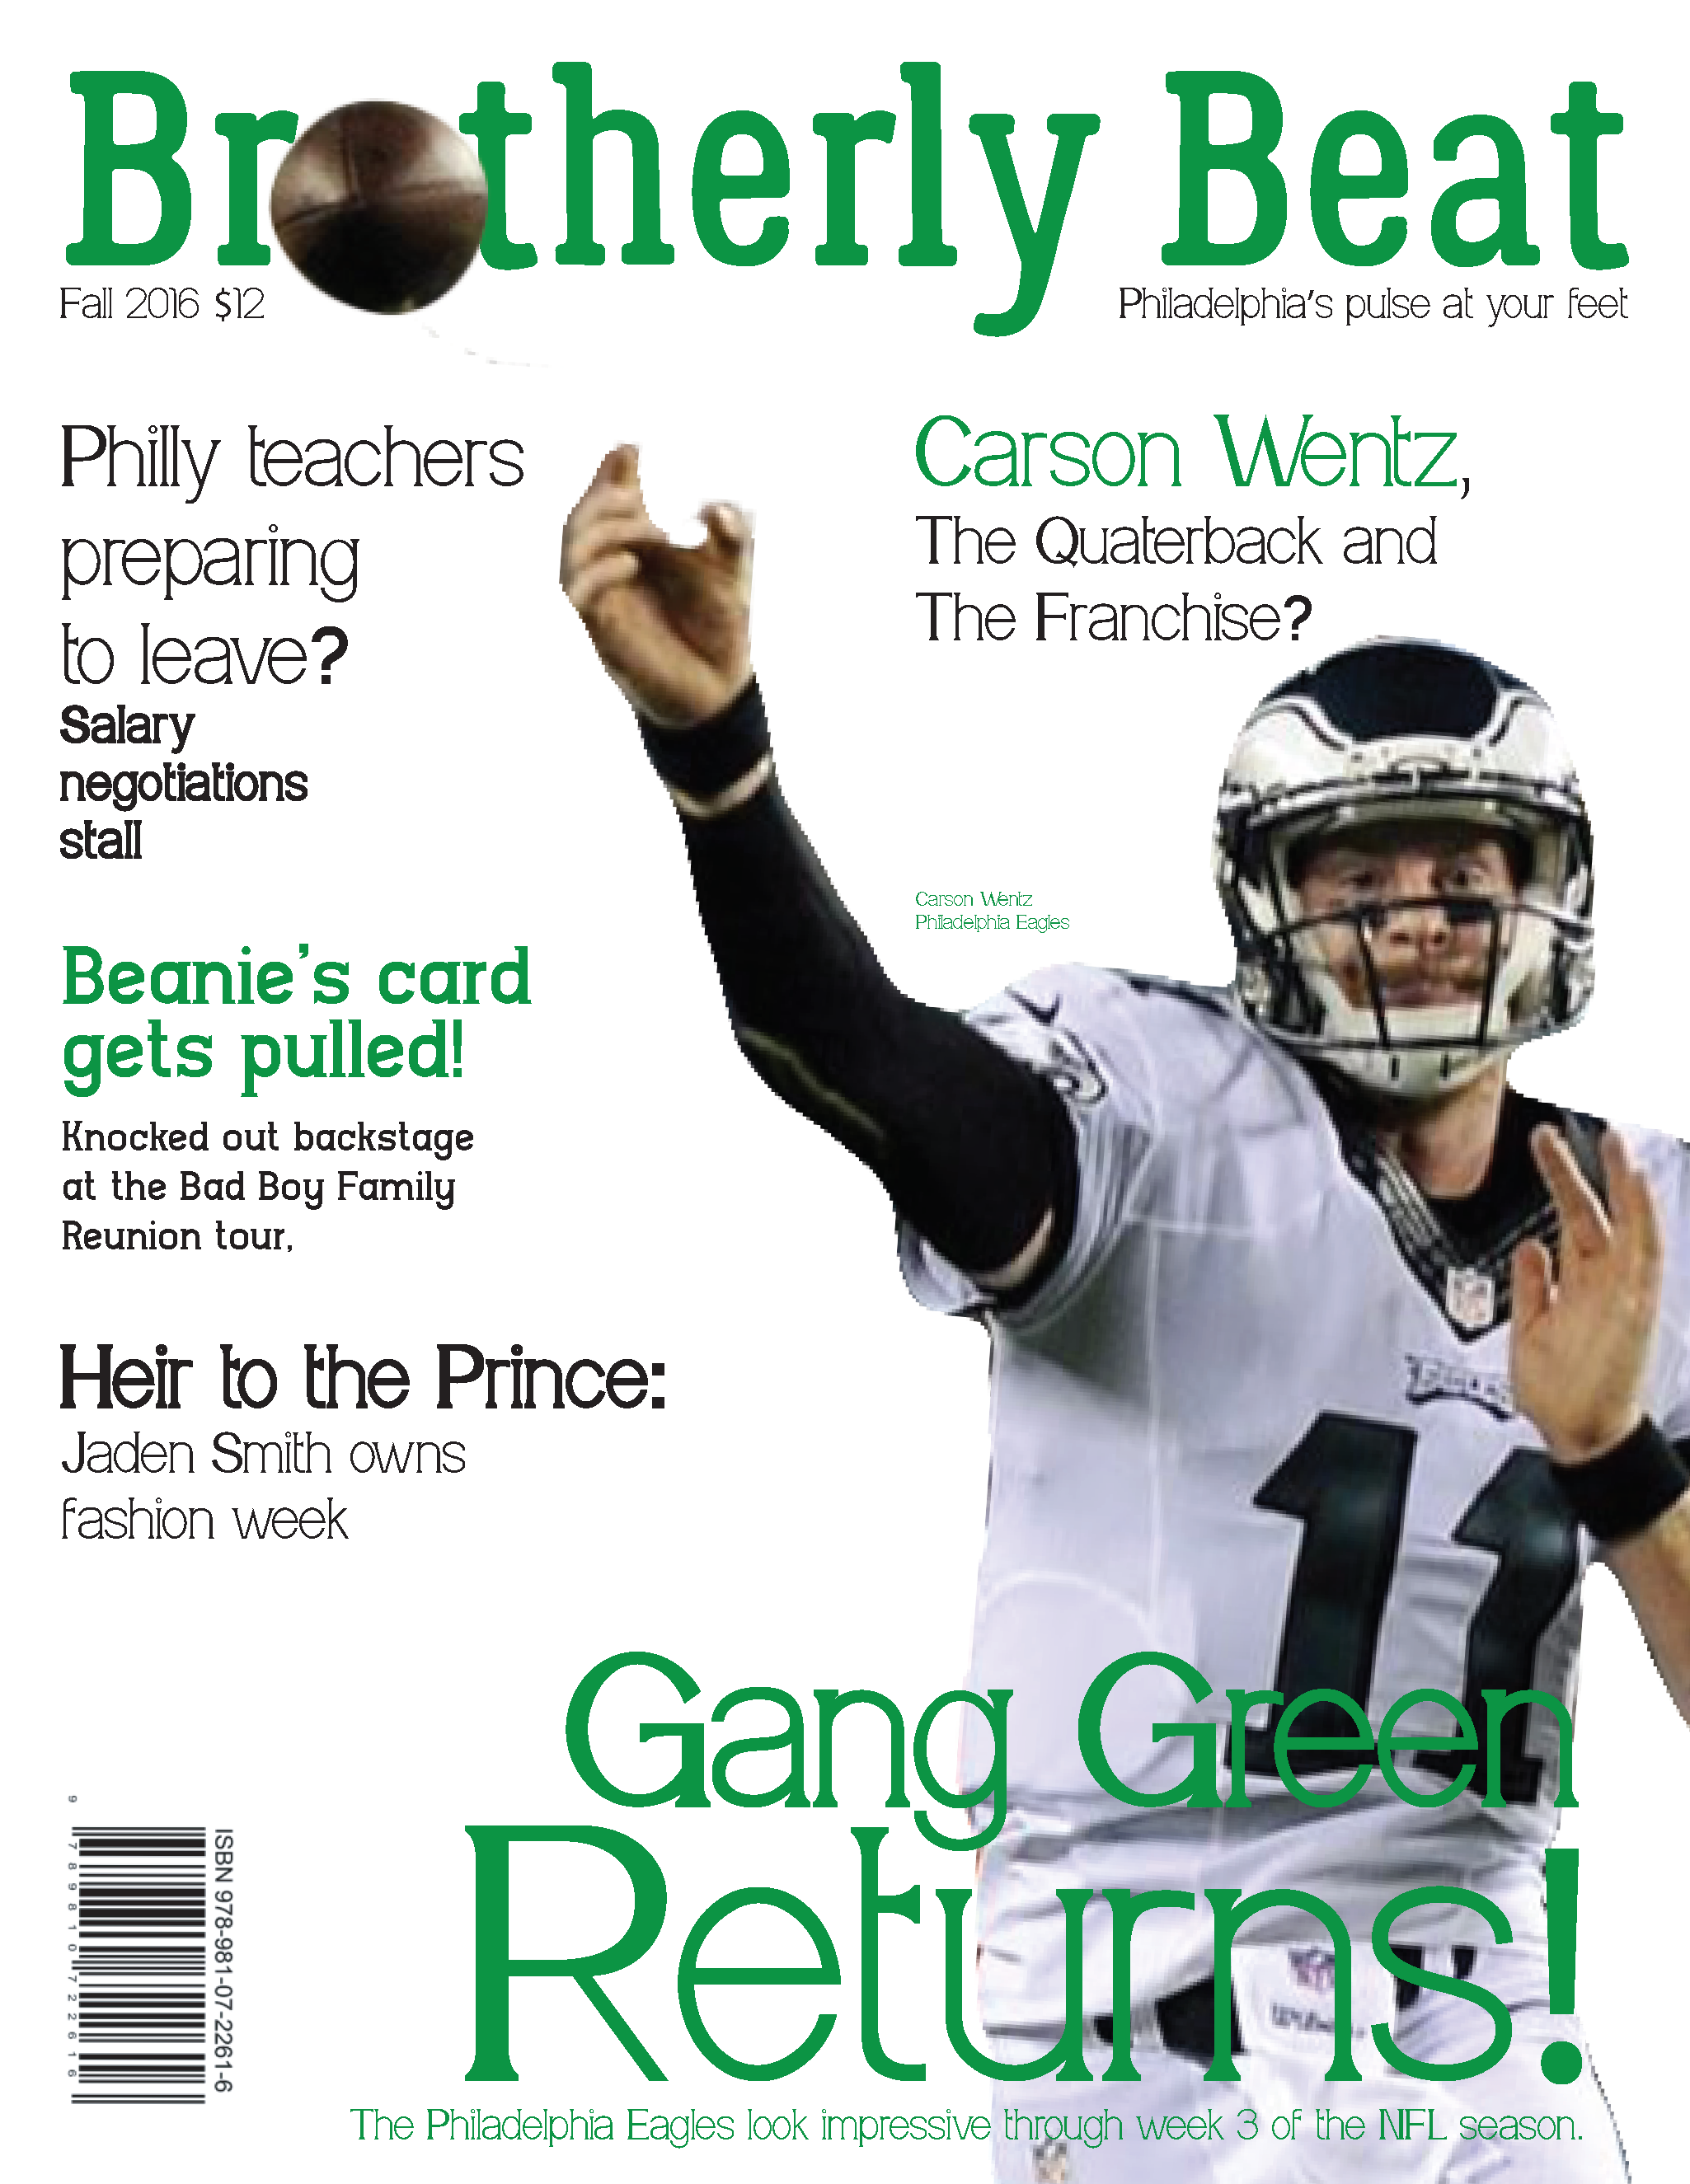 Brotherly Beat
Fall 2016 $12
Philadelphia's pulse at your feet
Philly teachers
preparing
to leave?
Salary
negotiations
stall
Carson Wentz,
The Quaterback and
The Franchise?
Carson Wentz
Philadelphia Eagles
Beanie's card
gets pulled!
Knocked out backstage
at the Bad Boy Family
Reunion tour,
Heir to the Prince:
Jaden Smith owns
fashion week
11
Gang Green
Returns!
The Philadelphia Eagles look impressive through week 3 of the NFL season.
ISBN 978-981-07-2261-6
9 789810 722616